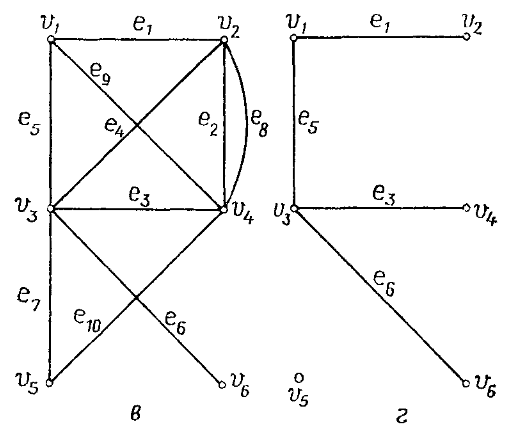 v₁ e₁ v₂ v₁ e₁ v₂
e₉
e₅ e₄ e₂ e₈ e₅
v₃ e₃ v₄ v₃ e₃ v₄
e₇ e₁₀ e₆ e₆
v₅ v₆ v₅ v₆
в г